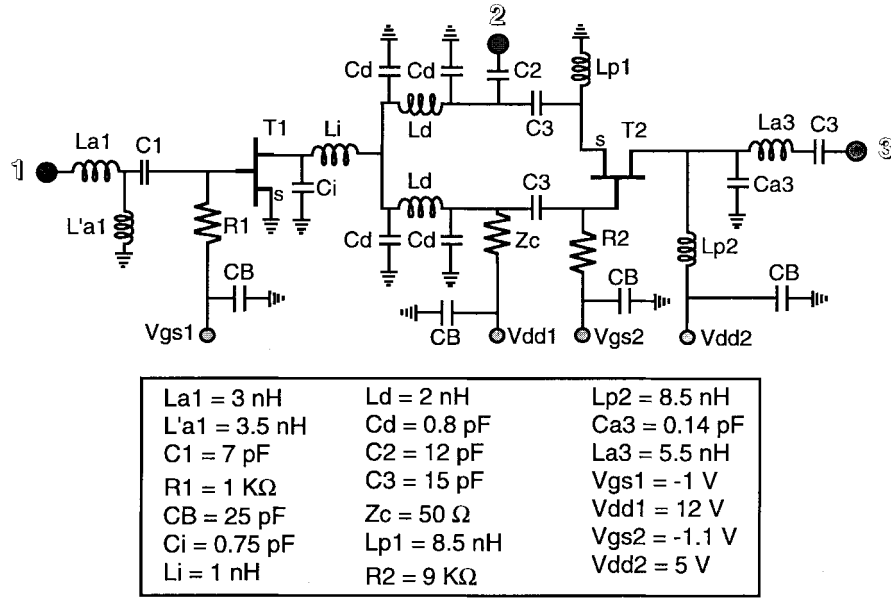 2
Cd
Cd
C2
Lp1
La1
C1
T1
Li
Ld
C3
S
T2
La3
C3
1
3
L'a1
S
Ci
Ld
C3
Ca3
R1
Cd
Cd
Zc
R2
Lp2
CB
CB
CB
CB
Vgs1
Vdd1
Vgs2
Vdd2
La1 = 3 nH
L'a1 = 3.5 nH
C1 = 7 pF
R1 = 1 KΩ
CB = 25 pF
Ci = 0.75 pF
Li = 1 nH
Ld = 2 nH
Cd = 0.8 pF
C2 = 12 pF
C3 = 15 pF
Zc = 50 Ω
Lp1 = 8.5 nH
R2 = 9 KΩ
Lp2 = 8.5 nH
Ca3 = 0.14 pF
La3 = 5.5 nH
Vgs1 = -1 V
Vdd1 = 12 V
Vgs2 = -1.1 V
Vdd2 = 5 V